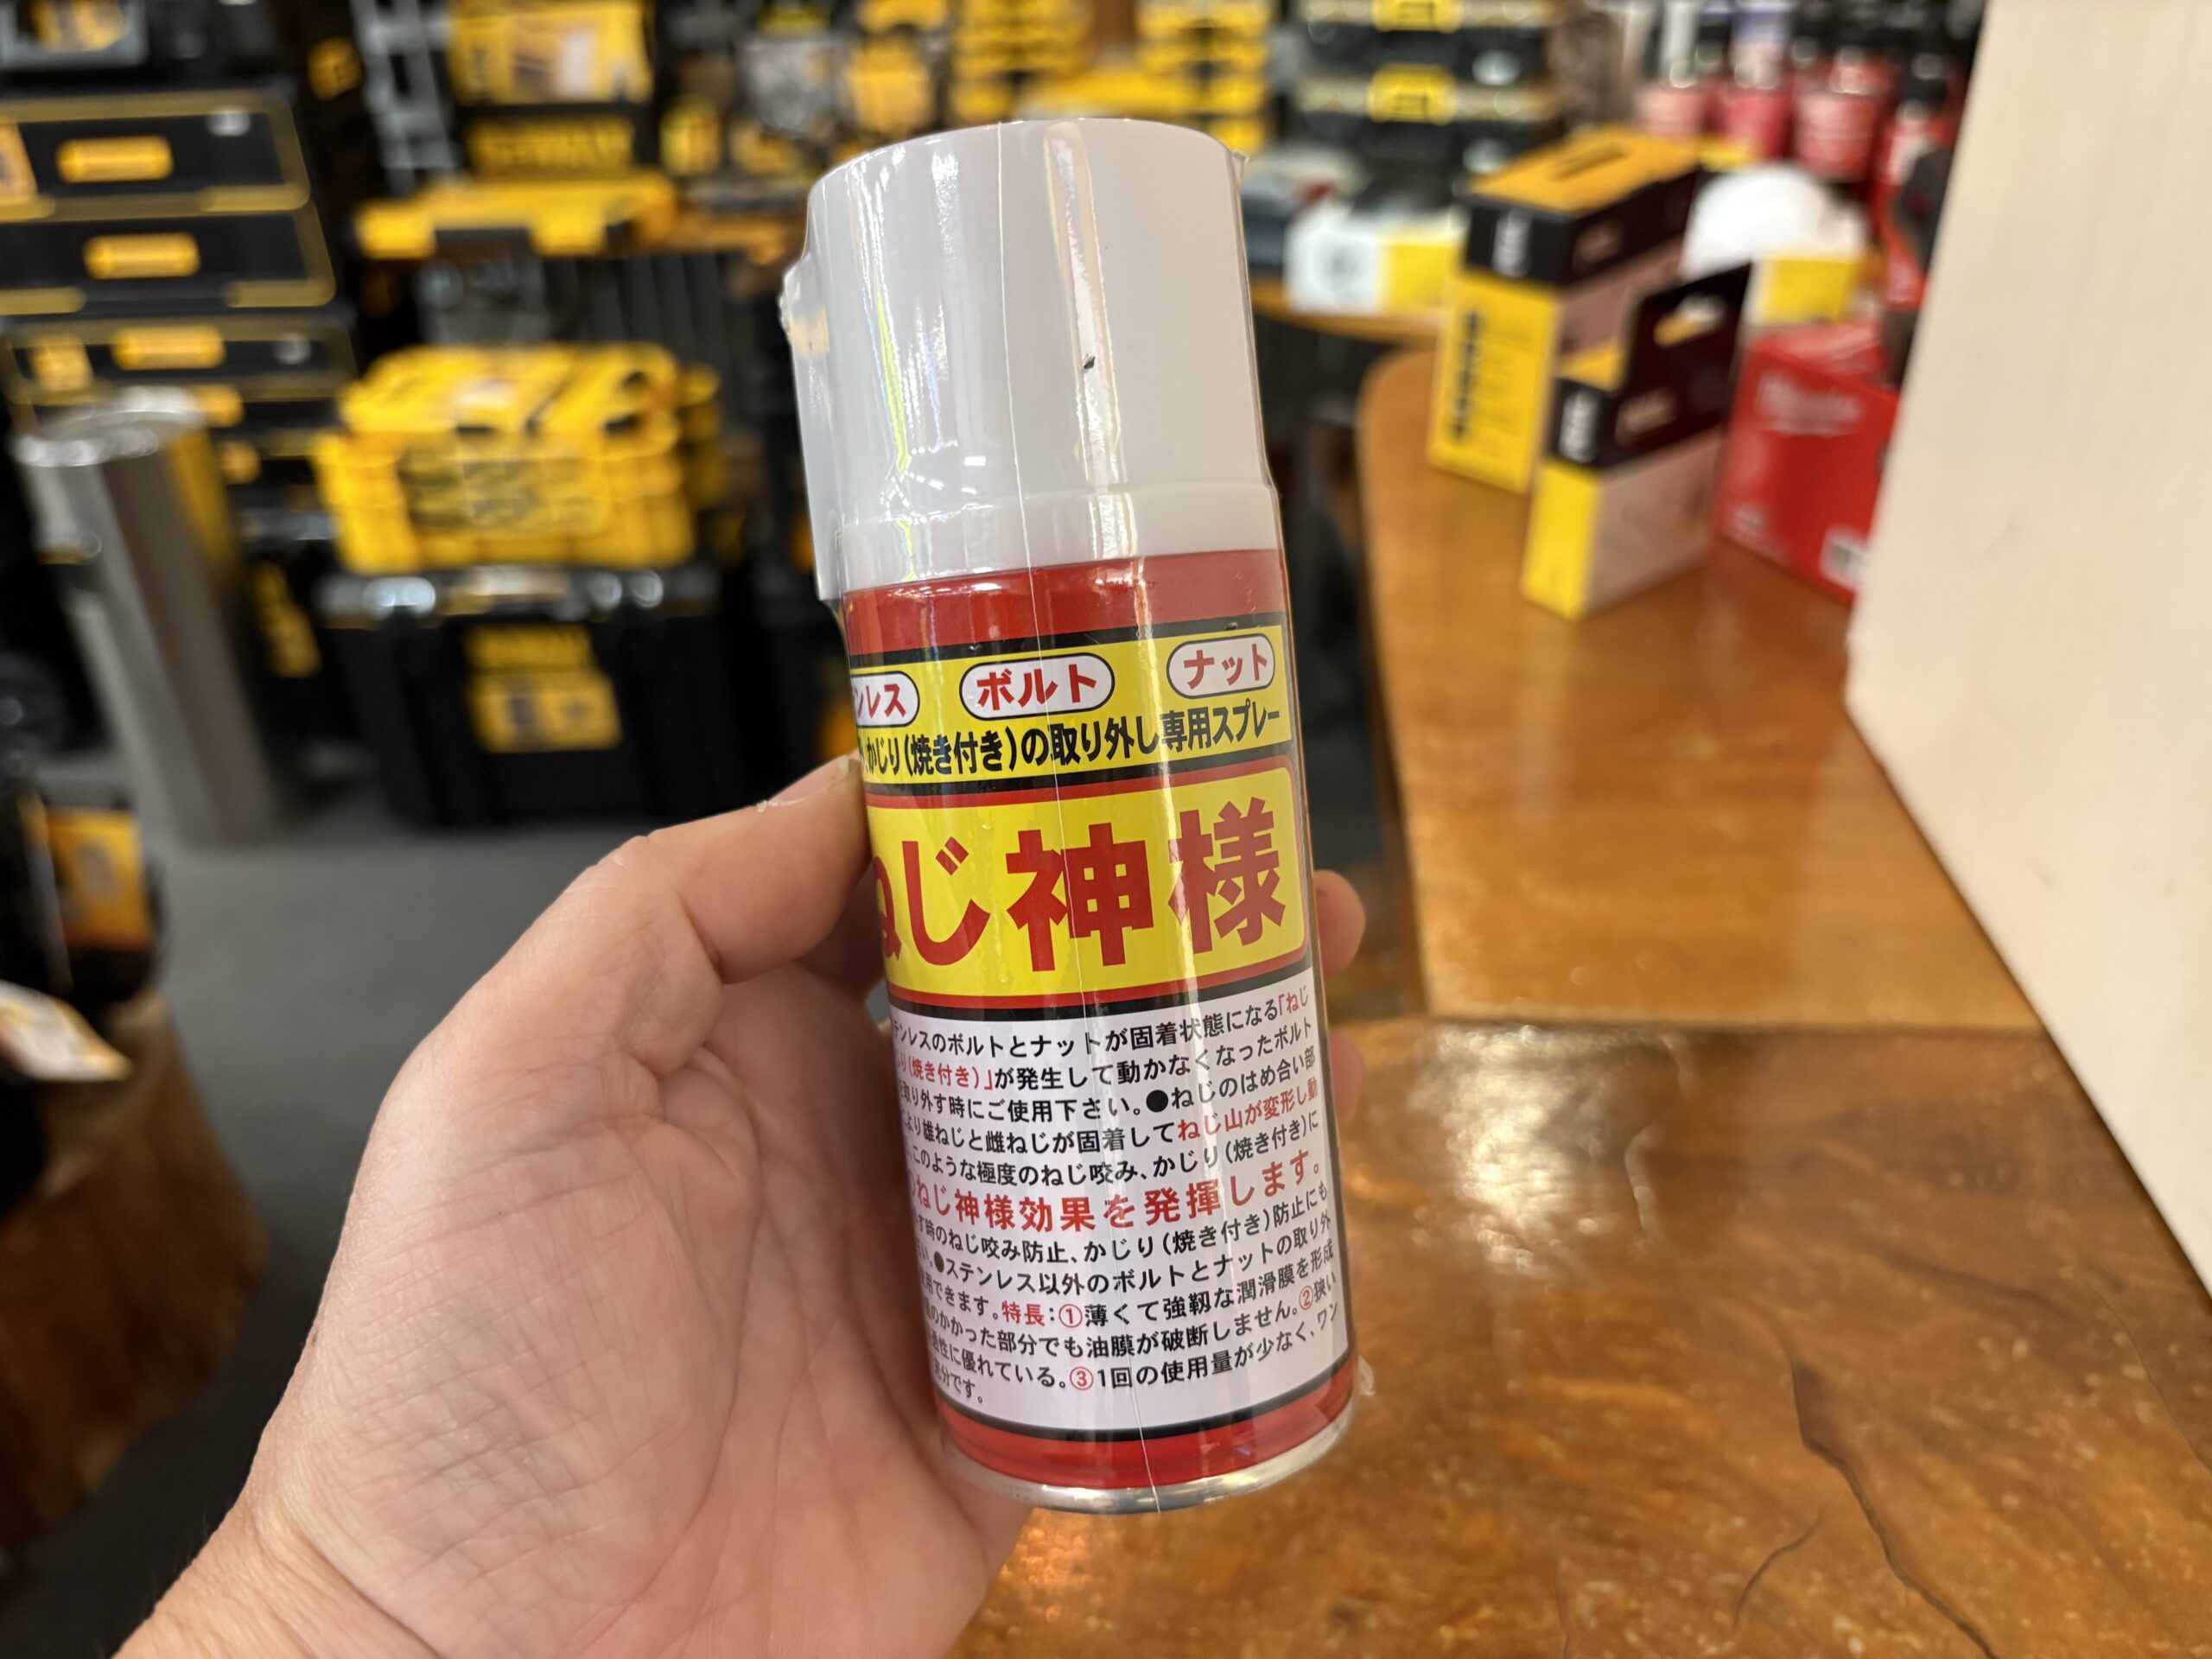 ンレス ボルト ナット
かじり(焼き付き)の取り外し専用スプレー
ねじ神様
テンレスのボルトとナットが固着状態になる「ねじ
り(焼き付き)」が発生して動かなくなったボルト
取り外す時にご使用下さい。●ねじのはめ合い部
より雄ねじと雌ねじが固着してねじ山が変形し動
このような極度のねじ咬み、かじり(焼き付き)に
ねじ神様効果を発揮します。
す時のねじ咬み防止、かじり(焼き付き)防止にも
い。●ステンレス以外のボルトとナットの取り外
用できます。特長:①薄くて強靱な潤滑膜を形成
のかかった部分でも油膜が破断しません。②狭い
透性に優れている。③1回の使用量が少なく、ワン
分です。
DEWALT
DEWALT
Milwaukee